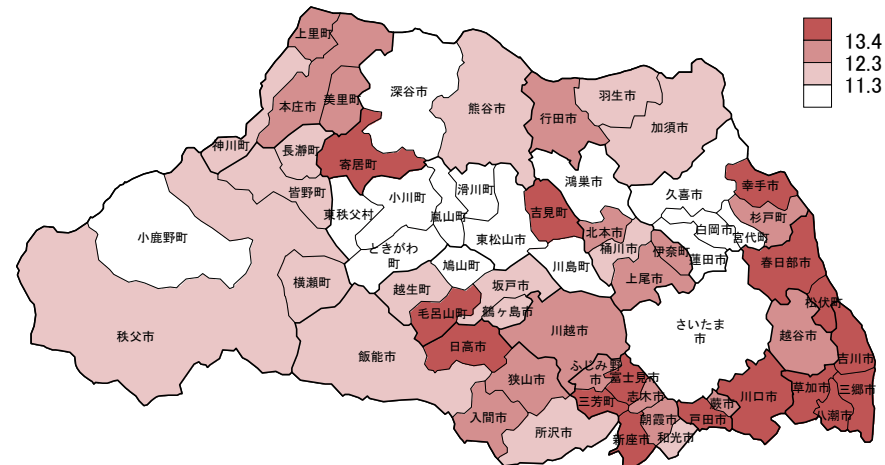 13.4
12.3
11.3
上里町
本庄市
美里町
深谷市
熊谷市
行田市
羽生市
加須市
神川町
長瀞町
寄居町
皆野町
東秩父村
小川町
嵐山町
滑川町
吉見町
鴻巣市
久喜市
幸手市
杉戸町
小鹿野町
ときがわ
町
鳩山町
東松山市
川島町
北本市
桶川市
伊奈町
白岡市
宮代町
蓮田市
春日部市
横瀬町
越生町
坂戸市
上尾市
毛呂山町
鶴ヶ島市
松伏町
秩父市
飯能市
日高市
川越市
さいたま
市
越谷市
吉川市
狭山市
ふじみ野
市
富士見市
三芳町
志木市
川口市
草加市
三郷市
八潮市
入間市
所沢市
新座市
朝霞市
和光市
戸田市
蕨市